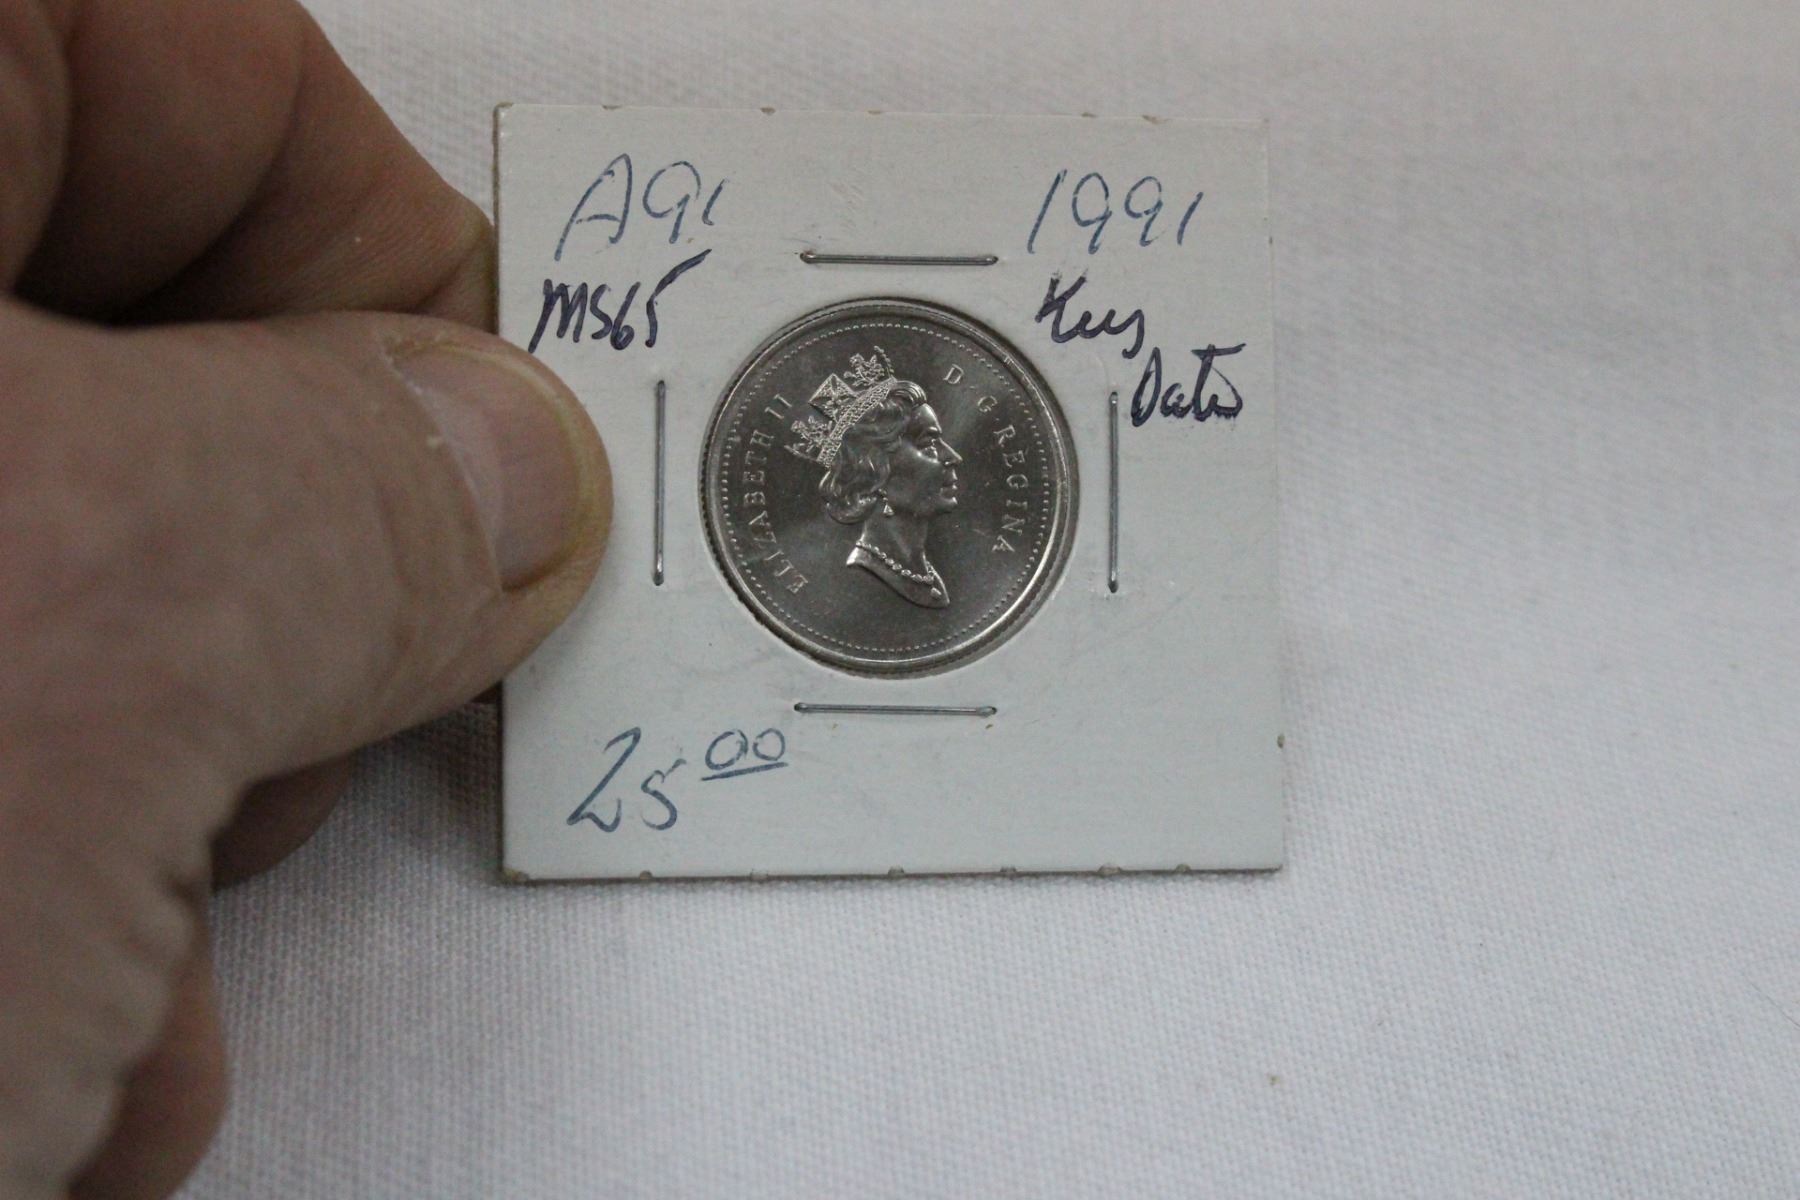 A91 1991
MS65 Key
Date
ELIZABETH II D·G·REGINA
25 00